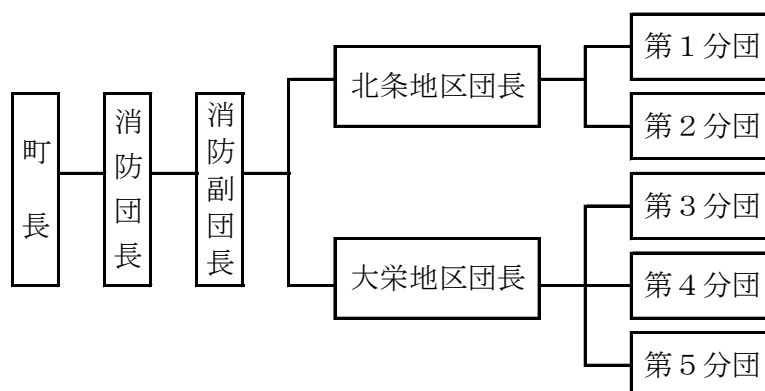 町長
消防団長
消防副団長
北条地区団長
大栄地区団長
第１分団
第２分団
第３分団
第４分団
第５分団